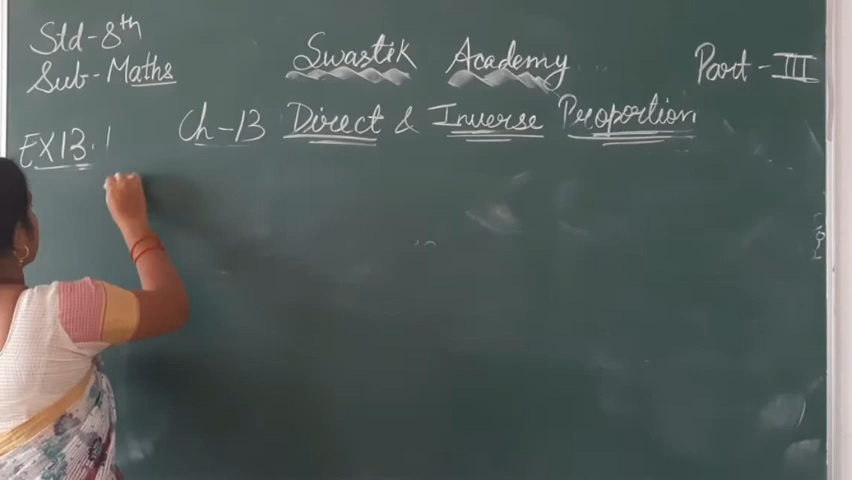 Std-8th
Sub-Maths
Swastik Academy
Part-III
Ch-13 Direct & Inverse Proportion
EX13.1